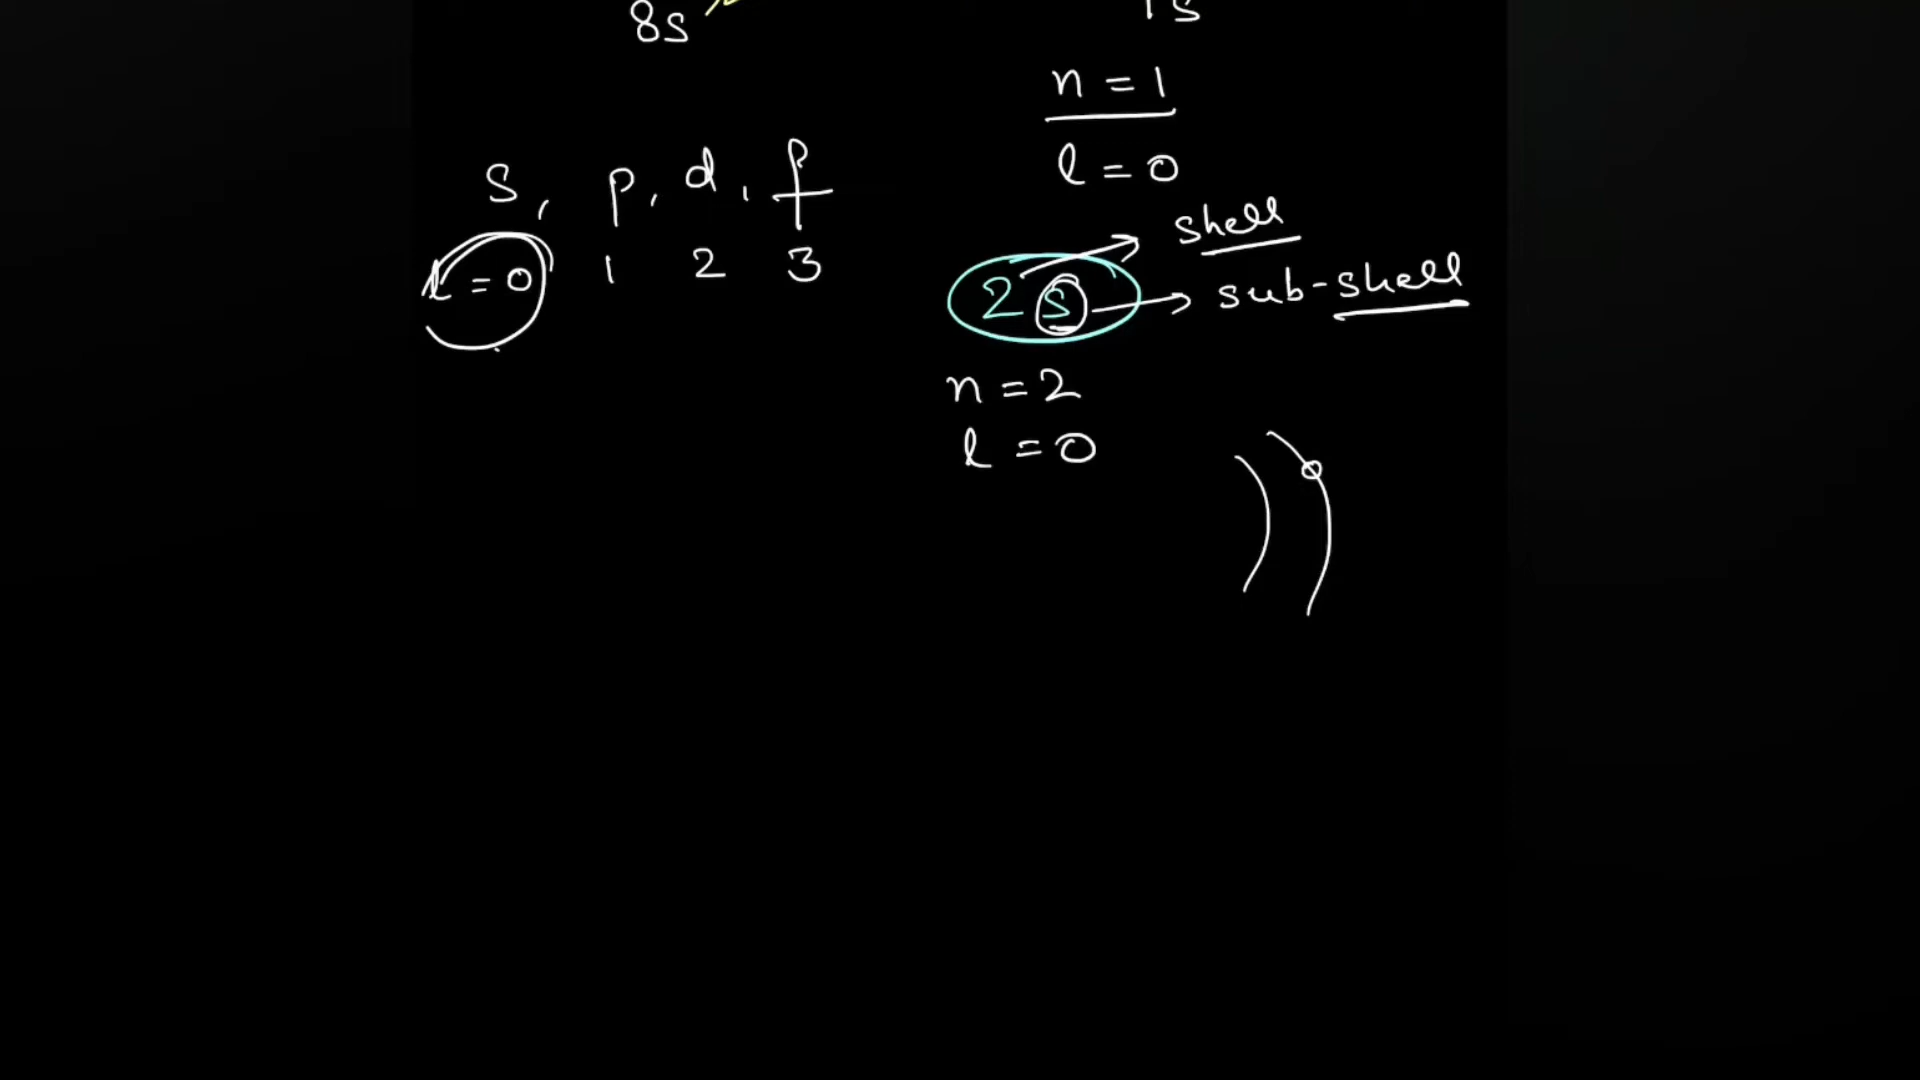 8s
1s
n = 1
l = 0
s, p, d, f
l = 0 1 2 3
shell
2s
sub-shell
n = 2
l = 0